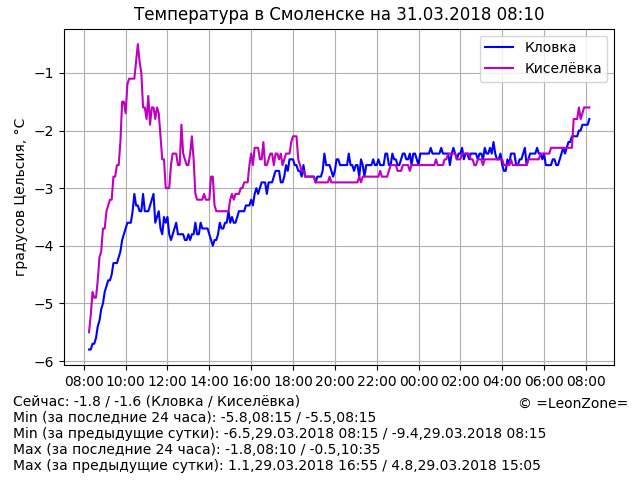 Температура в Смоленске на 31.03.2018 08:10
Кловка
Киселёвка
градусов Цельсия, °C
−1
−2
−3
−4
−5
−6
08:00 10:00 12:00 14:00 16:00 18:00 20:00 22:00 00:00 02:00 04:00 06:00 08:00
Сейчас: -1.8 / -1.6 (Кловка / Киселёвка)
© =LeonZone=
Min (за последние 24 часа): -5.8,08:15 / -5.5,08:15
Min (за предыдущие сутки): -6.5,29.03.2018 08:15 / -9.4,29.03.2018 08:15
Max (за последние 24 часа): -1.8,08:10 / -0.5,10:35
Max (за предыдущие сутки): 1.1,29.03.2018 16:55 / 4.8,29.03.2018 15:05